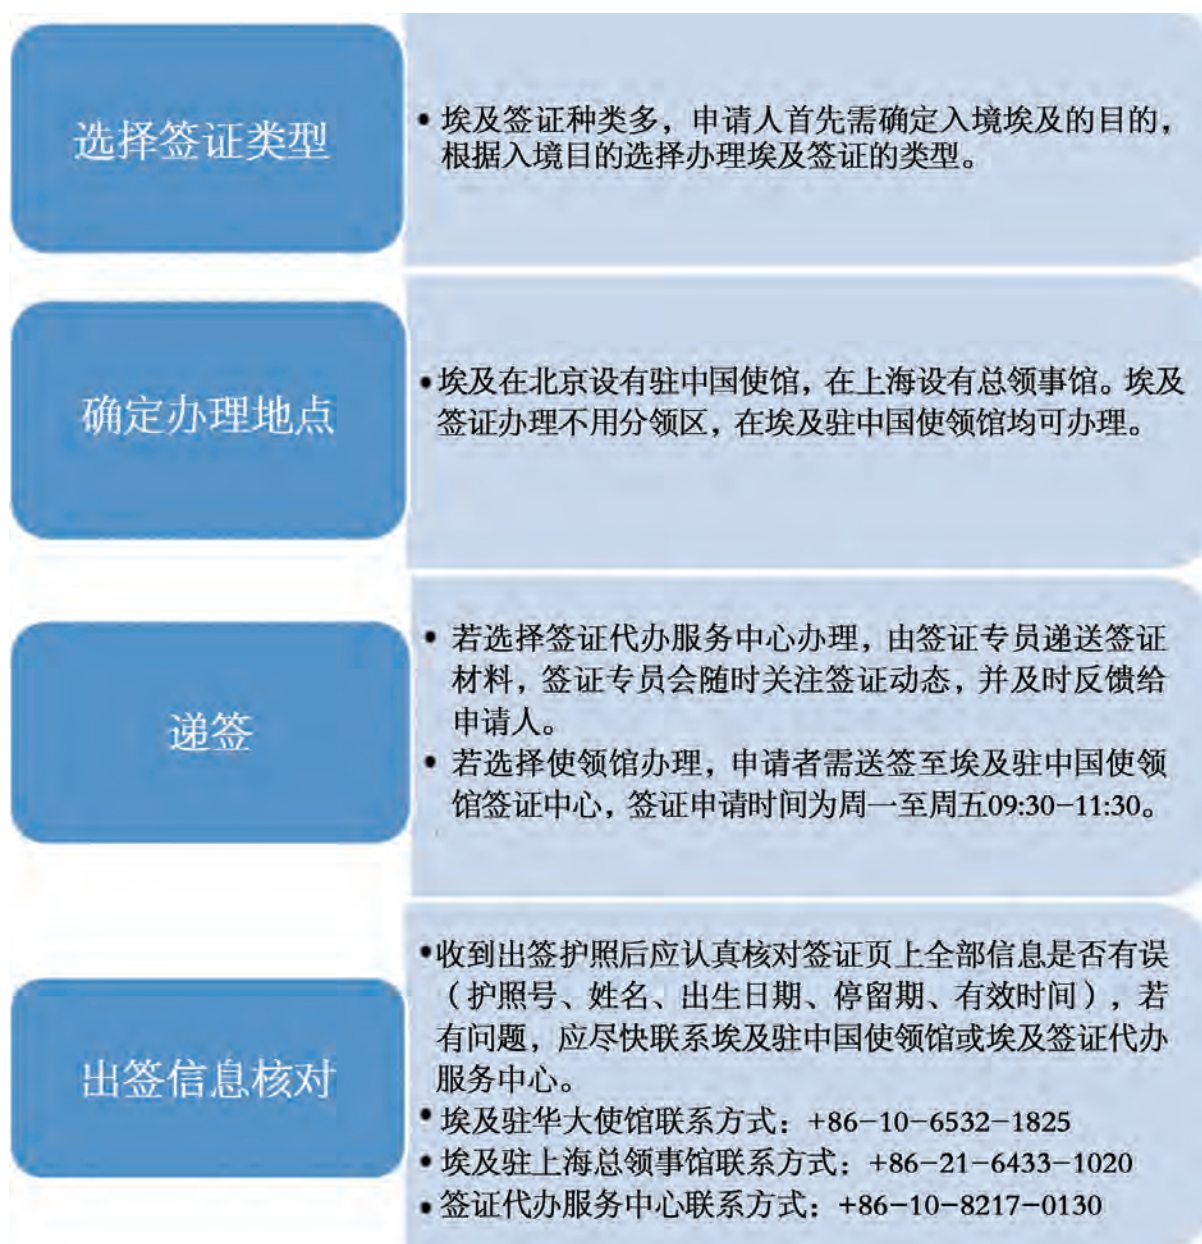 选择签证类型
• 埃及签证种类多，申请人首先需确定入境埃及的目的，
根据入境目的选择办理埃及签证的类型。
确定办理地点
• 埃及在北京设有驻中国使馆，在上海设有总领事馆。埃及
签证办理不用分领区，在埃及驻中国使领馆均可办理。
递签
• 若选择签证代办服务中心办理，由签证专员递送签证
材料，签证专员会随时关注签证动态，并及时反馈给
申请人。
• 若选择使领馆办理，申请者需送签至埃及驻中国使领
馆签证中心，签证申请时间为周一至周五09:30-11:30。
出签信息核对
• 收到出签护照后应认真核对签证页上全部信息是否有误
（护照号、姓名、出生日期、停留期、有效时间），若
有问题，应尽快联系埃及驻中国使领馆或埃及签证代办
服务中心。
• 埃及驻华大使馆联系方式：+86-10-6532-1825
• 埃及驻上海总领事馆联系方式：+86-21-6433-1020
• 签证代办服务中心联系方式：+86-10-8217-0130